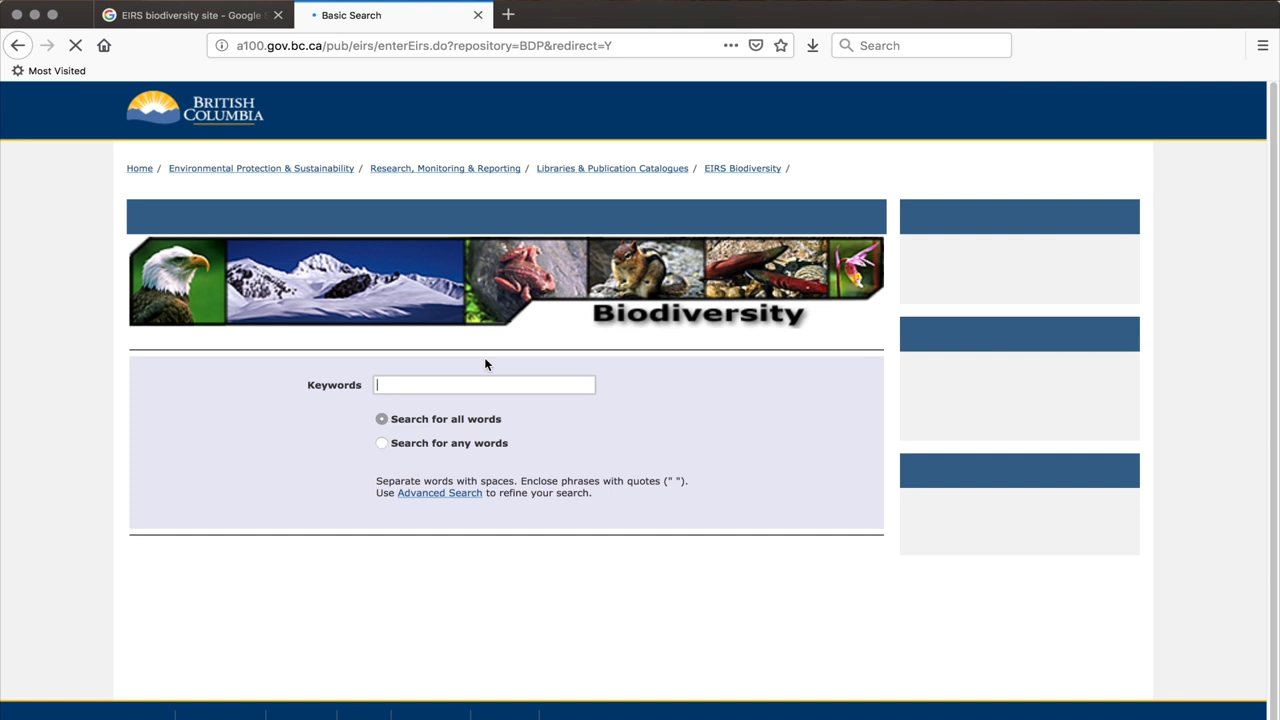 EIRS biodiversity site - Google
Basic Search
a100.gov.bc.ca/pub/eirs/enterEirs.do?repository=BDP&redirect=Y
Search
Most Visited
BRITISH
COLUMBIA
Home / Environmental Protection & Sustainability / Research, Monitoring & Reporting / Libraries & Publication Catalogues / EIRS Biodiversity /
Biodiversity
Keywords
Search for all words
Search for any words
Separate words with spaces. Enclose phrases with quotes (" ").
Use Advanced Search to refine your search.